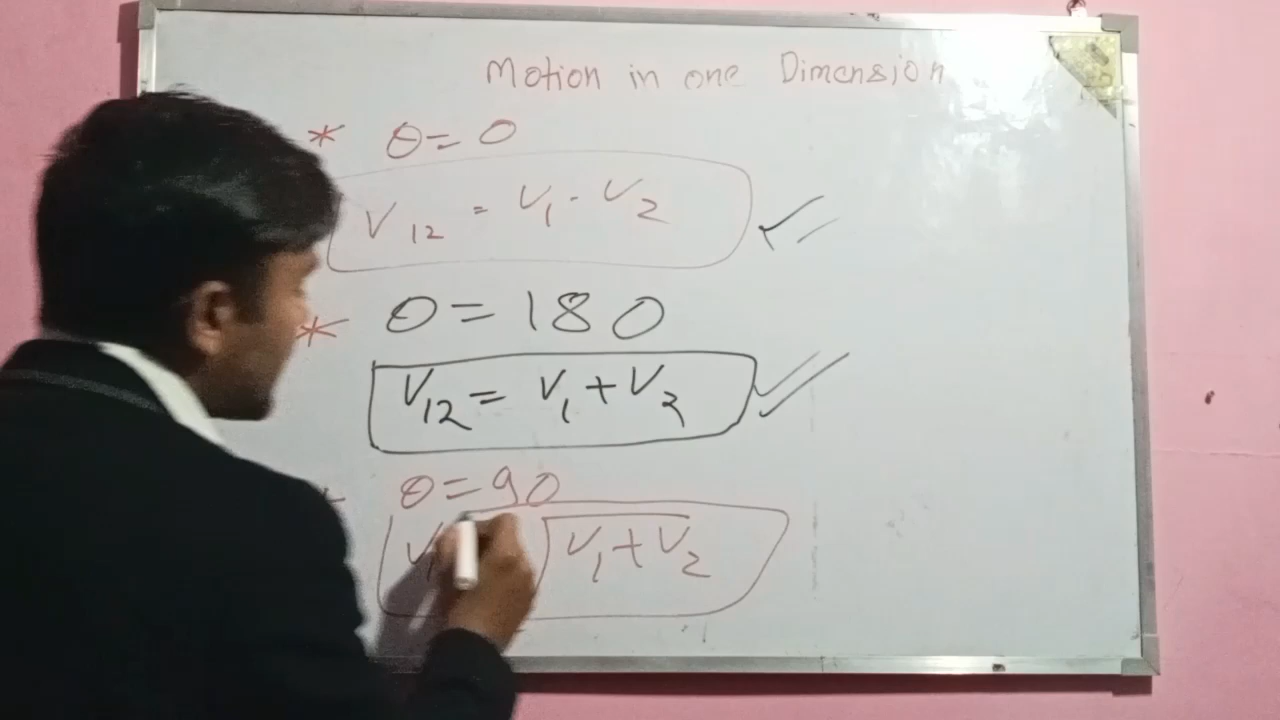 Motion in one Dimension
* θ = 0
V₁₂ = V₁ - V₂
* θ = 180
V₁₂ = V₁ + V₂
θ = 90
√V₁ + V₂